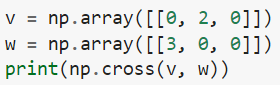 v = np.array([[0, 2, 0]])
w = np.array([[3, 0, 0]])
print(np.cross(v, w))